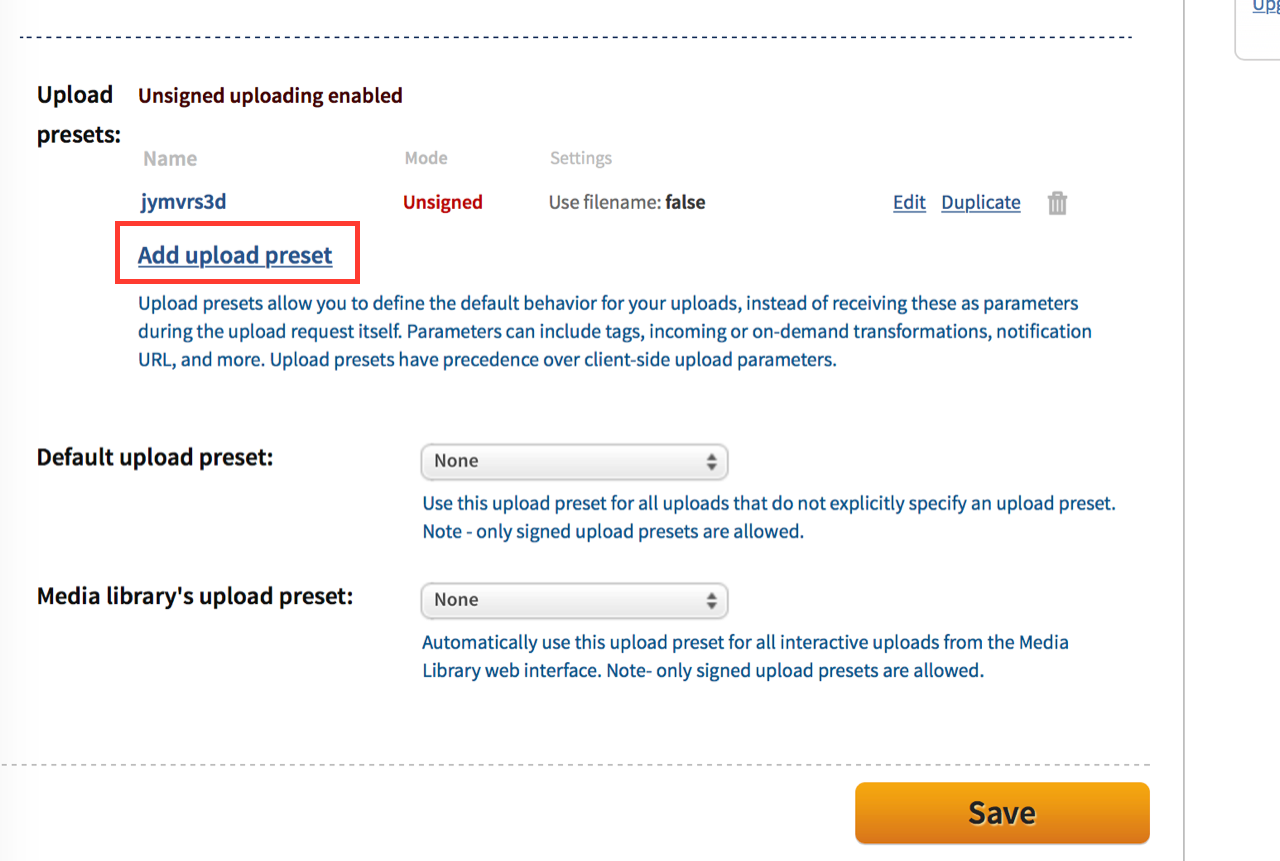 Upload Unsigned uploading enabled
presets:
Name Mode Settings
jymvrs3d Unsigned Use filename: false Edit Duplicate
Add upload preset
Upload presets allow you to define the default behavior for your uploads, instead of receiving these as parameters
during the upload request itself. Parameters can include tags, incoming or on-demand transformations, notification
URL, and more. Upload presets have precedence over client-side upload parameters.
Default upload preset: None
Use this upload preset for all uploads that do not explicitly specify an upload preset.
Note - only signed upload presets are allowed.
Media library's upload preset: None
Automatically use this upload preset for all interactive uploads from the Media
Library web interface. Note- only signed upload presets are allowed.
Save